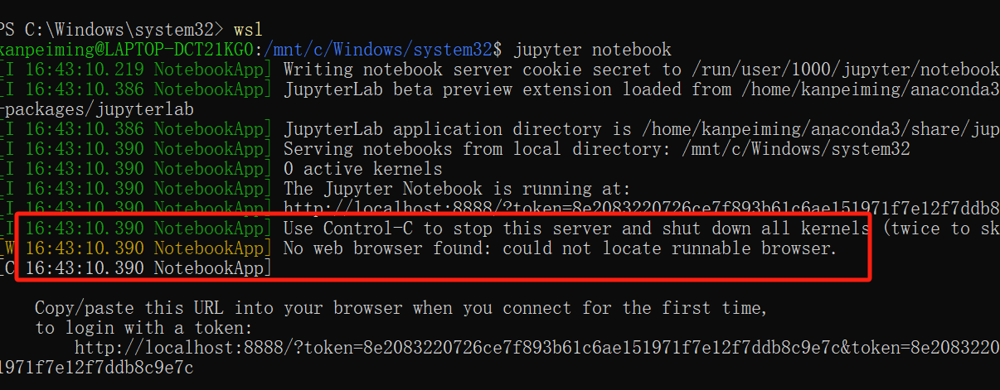 PS C:\Windows\system32> wsl
kanpeiming@LAPTOP-DCT21KG0:/mnt/c/Windows/system32$ jupyter notebook
[I 16:43:10.219 NotebookApp] Writing notebook server cookie secret to /run/user/1000/jupyter/notebook
[I 16:43:10.386 NotebookApp] JupyterLab beta preview extension loaded from /home/kanpeiming/anaconda3
-packages/jupyterlab
[I 16:43:10.386 NotebookApp] JupyterLab application directory is /home/kanpeiming/anaconda3/share/jup
[I 16:43:10.390 NotebookApp] Serving notebooks from local directory: /mnt/c/Windows/system32
[I 16:43:10.390 NotebookApp] 0 active kernels
[I 16:43:10.390 NotebookApp] The Jupyter Notebook is running at:
[I 16:43:10.390 NotebookApp] http://localhost:8888/?token=8e2083220726ce7f893b61c6ae151971f7e12f7ddb8
[I 16:43:10.390 NotebookApp] Use Control-C to stop this server and shut down all kernels (twice to sk
[W 16:43:10.390 NotebookApp] No web browser found: could not locate runnable browser.
[C 16:43:10.390 NotebookApp]
Copy/paste this URL into your browser when you connect for the first time,
to login with a token:
http://localhost:8888/?token=8e2083220726ce7f893b61c6ae151971f7e12f7ddb8c9e7c&token=8e2083220
1971f7e12f7ddb8c9e7c